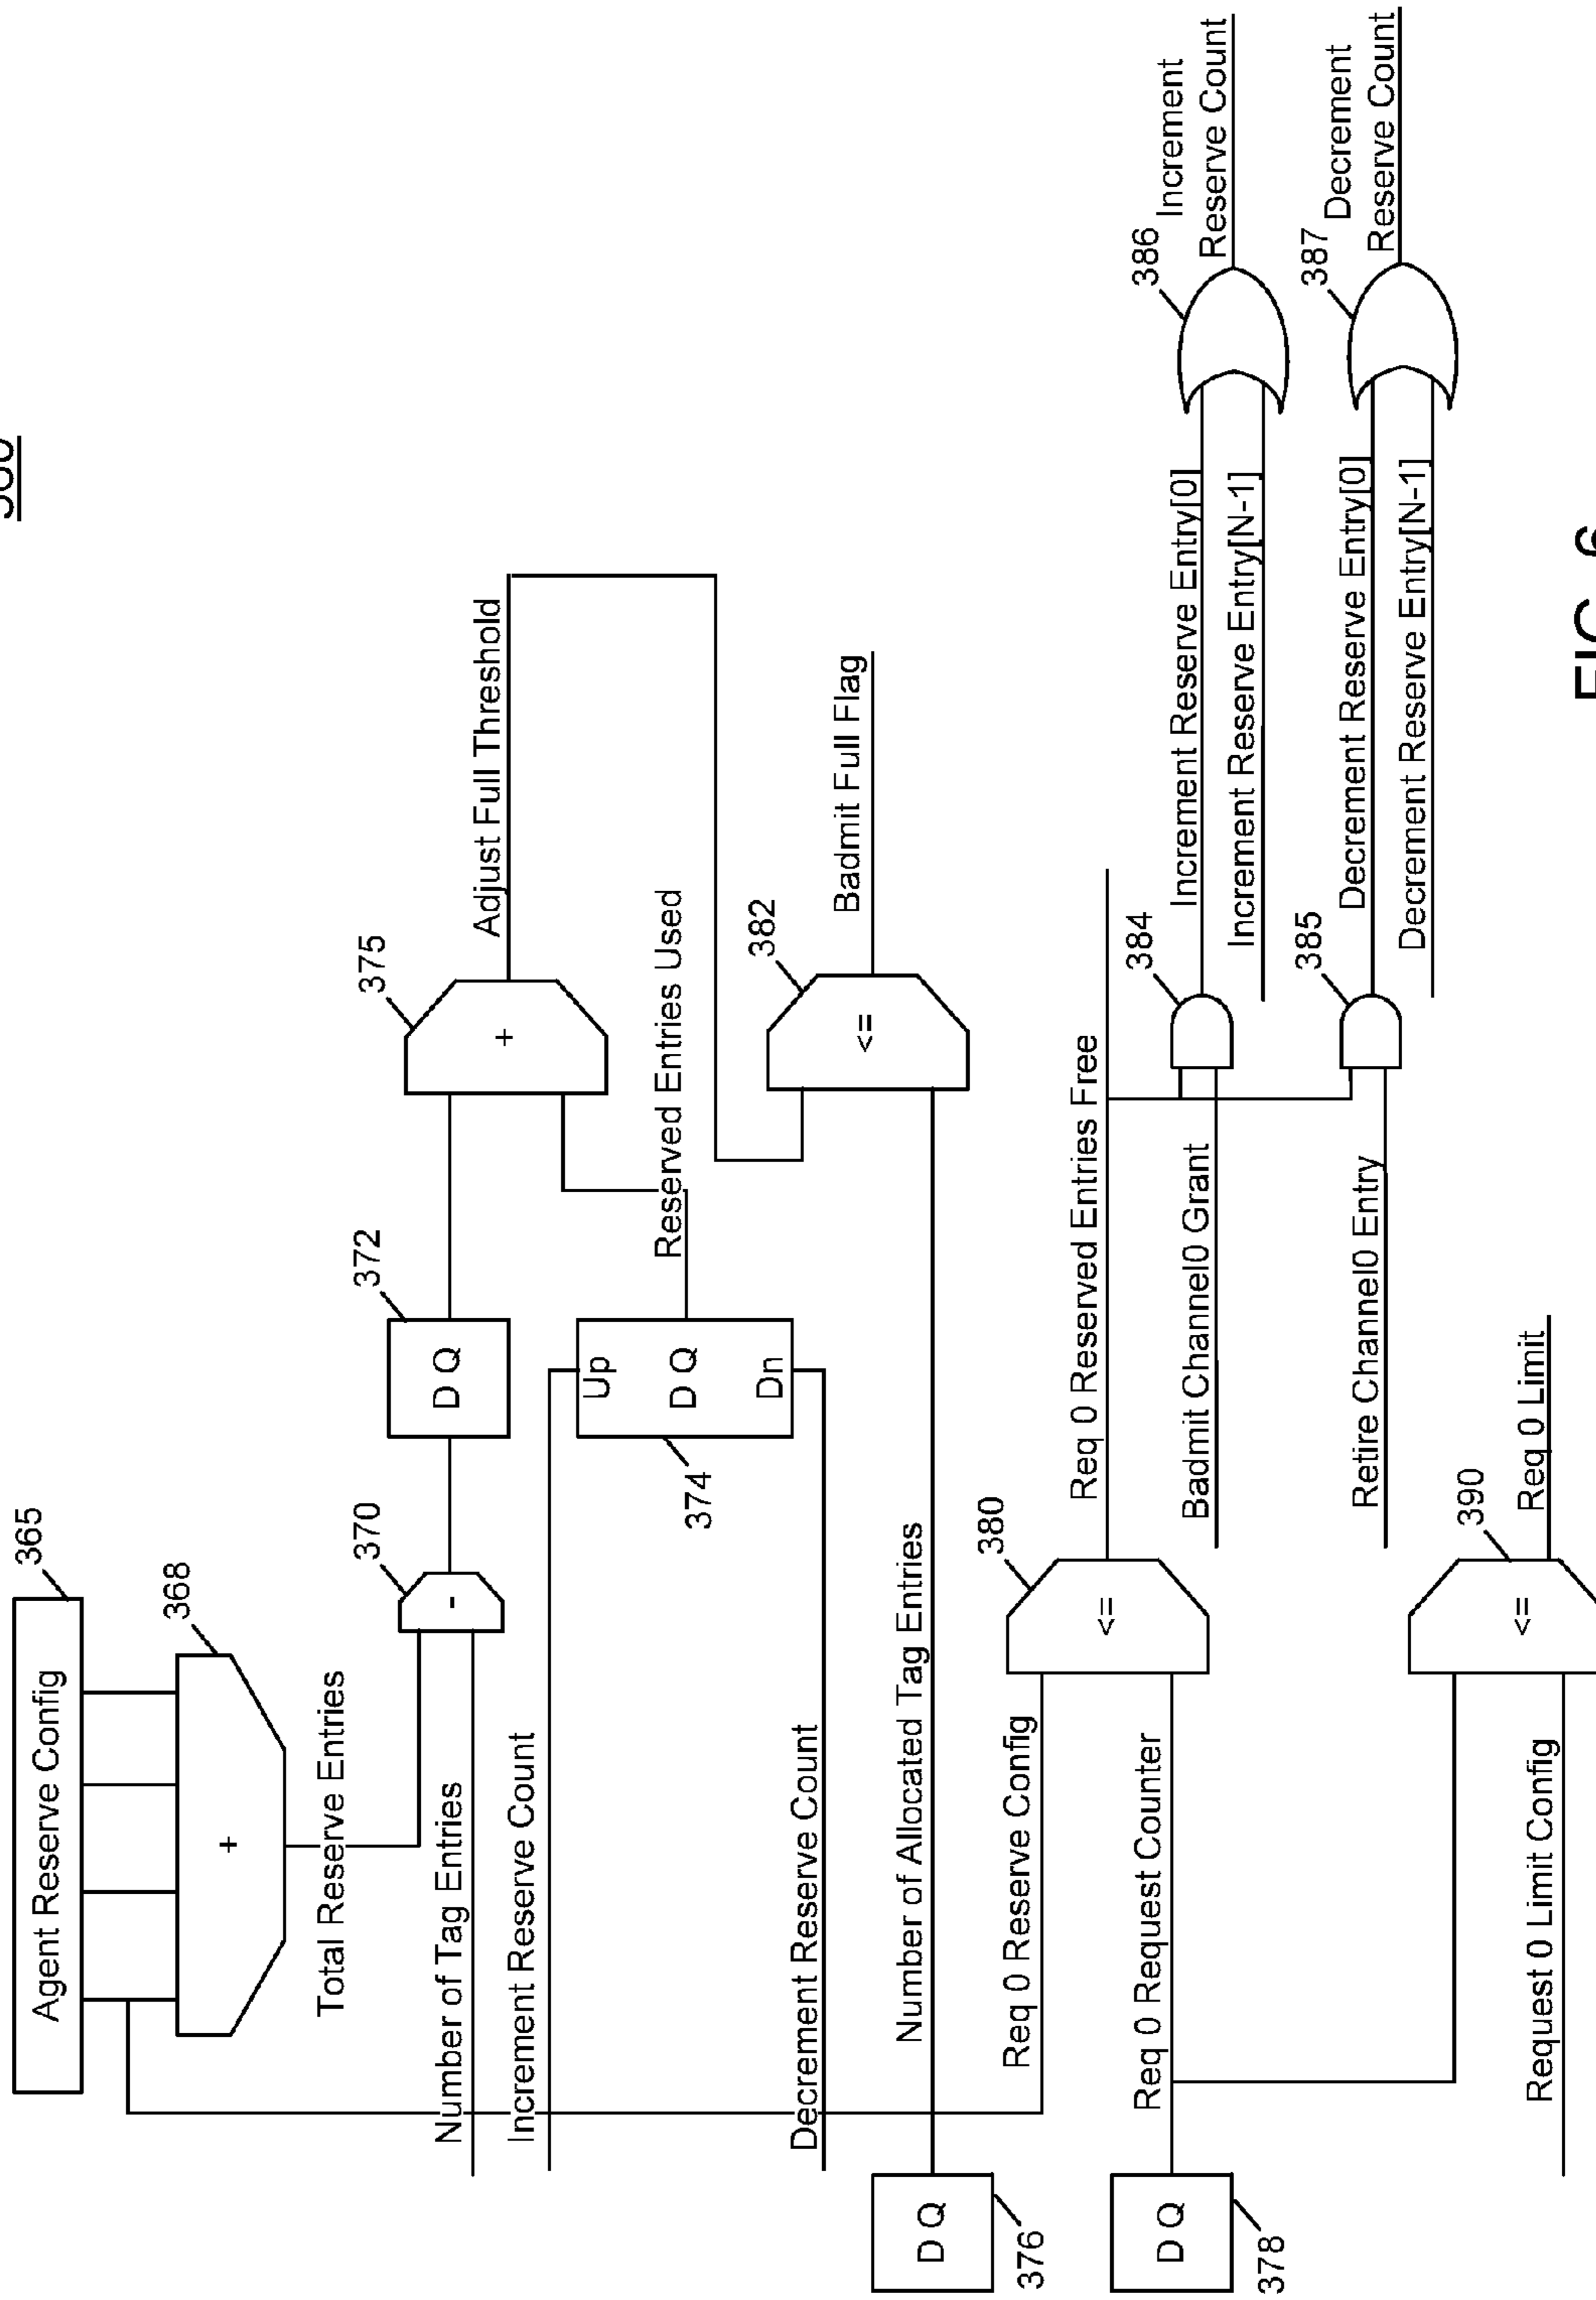 365
Agent Reserve Config
368
+
Total Reserve Entries
370
-
Number of Tag Entries
372
D Q
375
+
Adjust Full Threshold
Increment Reserve Count
Up
D Q
Dn
374
Reserved Entries Used
Decrement Reserve Count
382
<=
Badmit Full Flag
Number of Allocated Tag Entries
D Q
376
Req 0 Reserve Config
380
<=
Req 0 Reserved Entries Free
Req 0 Request Counter
D Q
378
Badmit Channel0 Grant
384
Increment Reserve Entry[0]
Increment Reserve Entry[N-1]
386
Increment
Reserve Count
Retire Channel0 Entry
385
Decrement Reserve Entry[0]
Decrement Reserve Entry[N-1]
387
Decrement
Reserve Count
390
<=
Req 0 Limit
Request 0 Limit Config